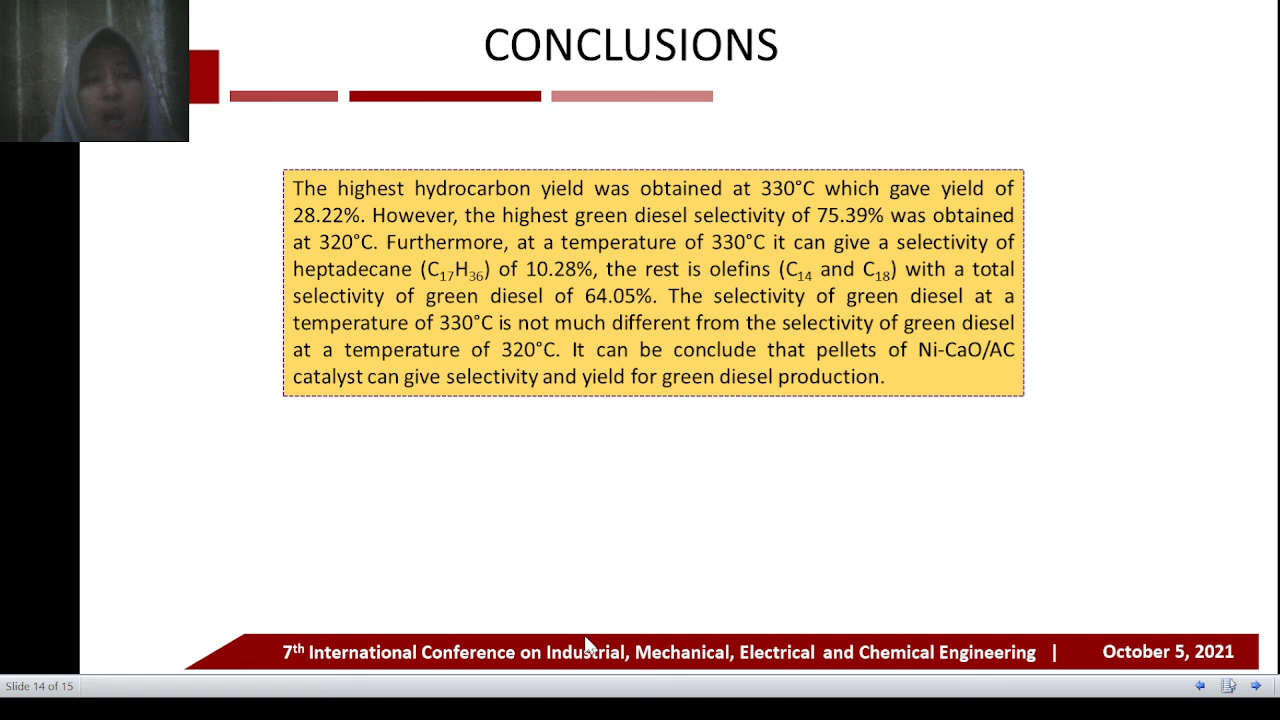 CONCLUSIONS
The highest hydrocarbon yield was obtained at 330°C which gave yield of
28.22%. However, the highest green diesel selectivity of 75.39% was obtained
at 320°C. Furthermore, at a temperature of 330°C it can give a selectivity of
heptadecane (C₁₇H₃₆) of 10.28%, the rest is olefins (C₁₄ and C₁₈) with a total
selectivity of green diesel of 64.05%. The selectivity of green diesel at a
temperature of 330°C is not much different from the selectivity of green diesel
at a temperature of 320°C. It can be conclude that pellets of Ni-CaO/AC
catalyst can give selectivity and yield for green diesel production.
7th International Conference on Industrial, Mechanical, Electrical and Chemical Engineering | October 5, 2021
Slide 14 of 15